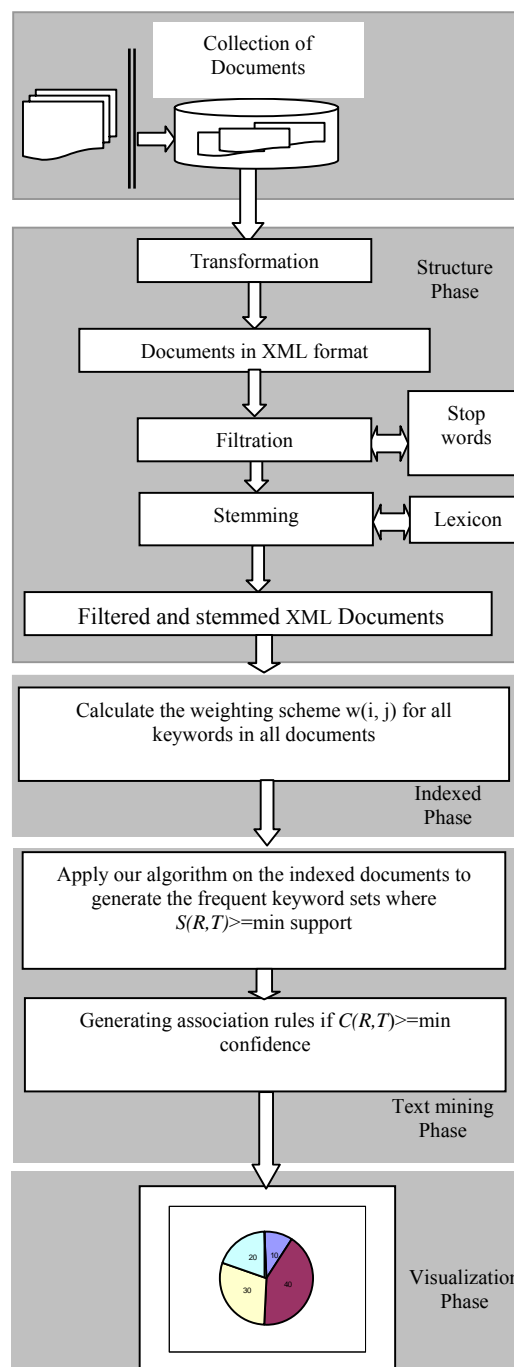 Collection of
Documents
Transformation
Structure
Phase
Documents in XML format
Filtration
Stop
words
Stemming
Lexicon
Filtered and stemmed XML Documents
Calculate the weighting scheme w(i, j) for all
keywords in all documents
Indexed
Phase
Apply our algorithm on the indexed documents to
generate the frequent keyword sets where
S(R,T)>=min support
Generating association rules if C(R,T)>=min
confidence
Text mining
Phase
20
10
30
40
Visualization
Phase